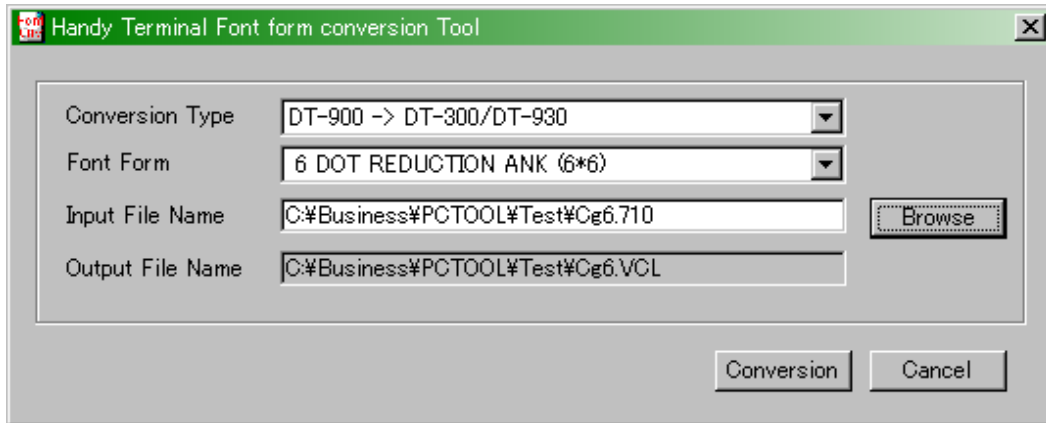 Handy Terminal Font form conversion Tool
Conversion Type DT-900 -> DT-300/DT-930
Font Form 6 DOT REDUCTION ANK (6*6)
Input File Name C:¥Business¥PCTOOL¥Test¥Cg6.710 Browse
Output File Name C:¥Business¥PCTOOL¥Test¥Cg6.VCL
Conversion Cancel